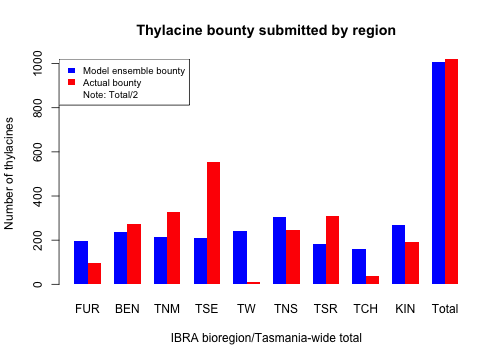 Thylacine bounty submitted by region
Number of thylacines
1000
800
600
400
200
0
Model ensemble bounty
Actual bounty
Note: Total/2
FUR BEN TNM TSE TW TNS TSR TCH KIN Total
IBRA bioregion/Tasmania-wide total